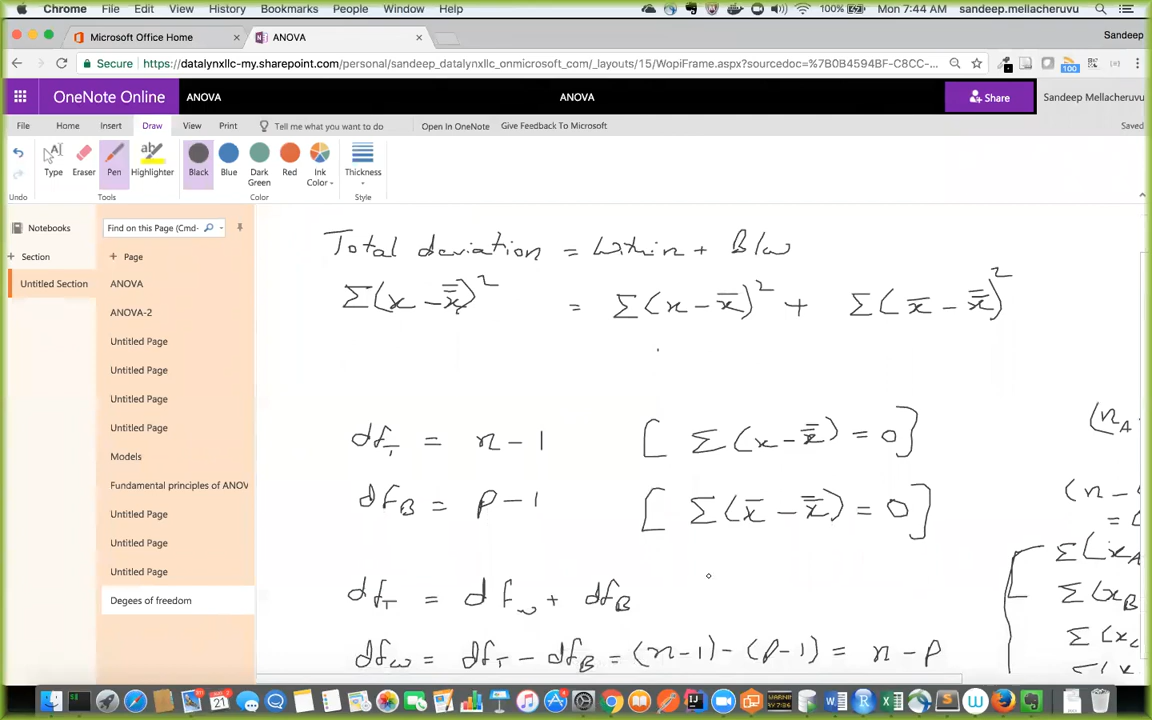 Chrome File Edit View History Bookmarks People Window Help 100% Mon 7:44 AM sandeep.mellacheruvu
Microsoft Office Home × ANOVA × Sandeep
Secure https://datalynxllc-my.sharepoint.com/personal/sandeep_datalynxllc_onmicrosoft.com/_layouts/15/WopiFrame.aspx?sourcedoc=%7B0B4594BF-C8CC-... 100
OneNote Online ANOVA ANOVA Share Sandeep Mellacheruvu
File Home Insert Draw View Print Tell me what you want to do Open In OneNote Give Feedback To Microsoft Saved
Type Eraser Pen Highlighter Black Blue Dark Green Red Ink Color Thickness
Undo Tools Color Style
Notebooks Find on this Page (Cmd-
+ Section + Page
Untitled Section ANOVA
ANOVA-2
Untitled Page
Untitled Page
Untitled Page
Untitled Page
Models
Fundamental principles of ANOV
Untitled Page
Untitled Page
Untitled Page
Degees of freedom
Total deviation = Within + B/w
Σ(x − x̿)² = Σ(x − x̄)² + Σ(x̄ − x̿)²
df_T = n − 1 [ Σ(x − x̿) = 0 ] (n_A
df_B = p − 1 [ Σ(x̄ − x̿) = 0 ] (n −
Σ(x_A
df_T = df_w + df_B Σ(x_B
Σ(x_C
df_w = df_T − df_B = (n−1) − (p−1) = n − p